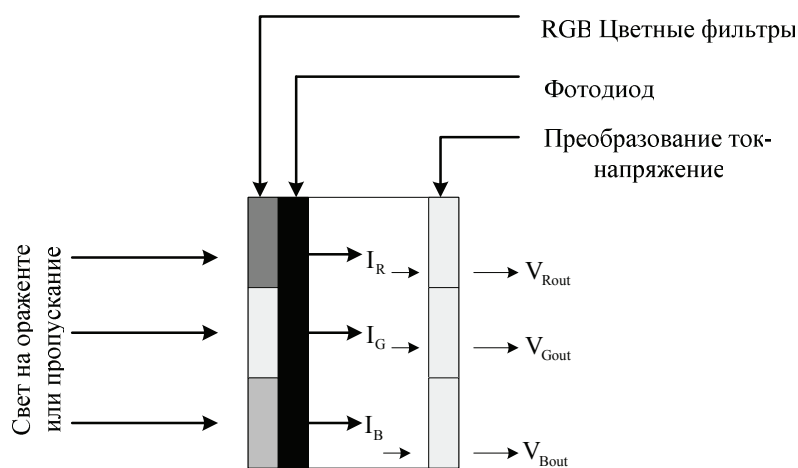 RGB Цветные фильтры
Фотодиод
Преобразование ток-
напряжение
Свет на ораженте
или пропускание
I_R
V_Rout
I_G
V_Gout
I_B
V_Bout